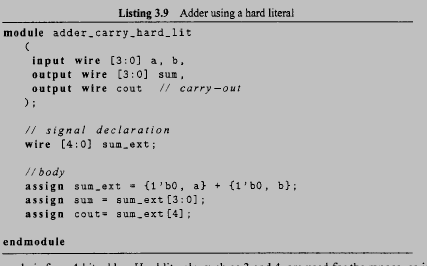 Listing 3.9 Adder using a hard literal
module adder_carry_hard_lit
(
input wire [3:0] a, b,
output wire [3:0] sum,
output wire cout // carry-out
);
// signal declaration
wire [4:0] sum_ext;
//body
assign sum_ext = {1'b0, a} + {1'b0, b};
assign sum = sum_ext[3:0];
assign cout= sum_ext[4];
endmodule